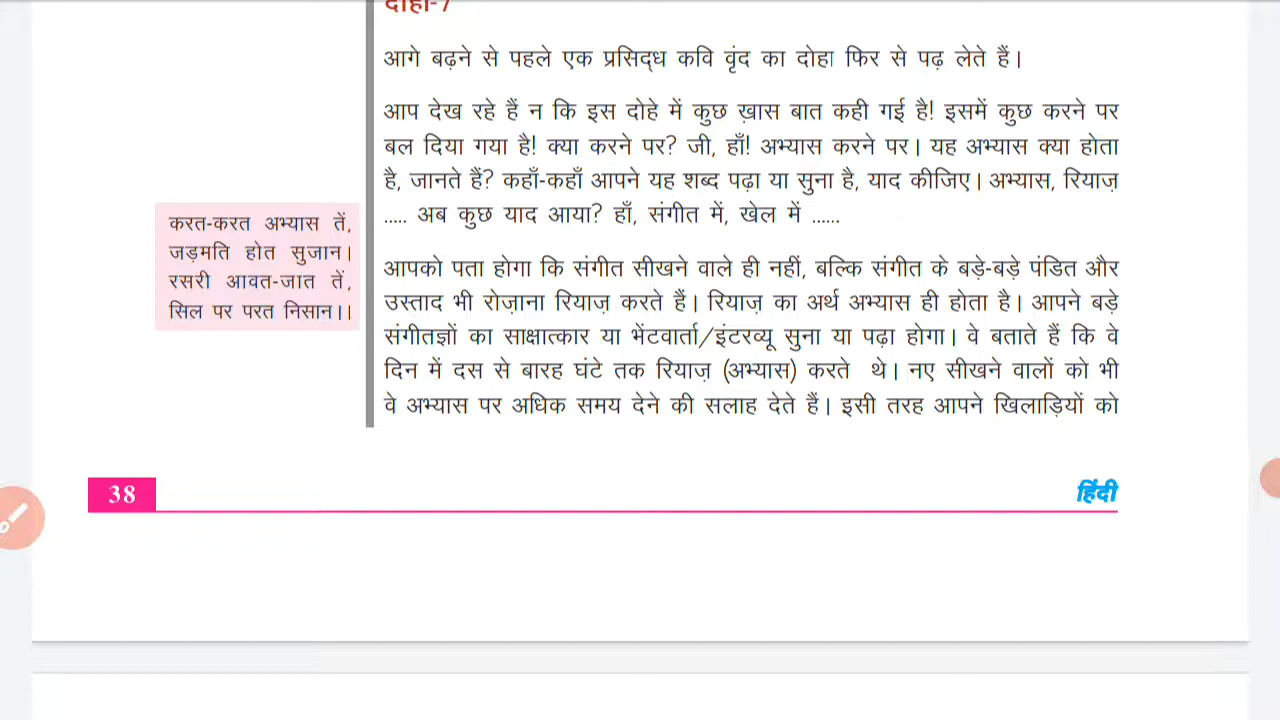 दोहा-7
आगे बढ़ने से पहले एक प्रसिद्ध कवि वृंद का दोहा फिर से पढ़ लेते हैं।
आप देख रहे हैं न कि इस दोहे में कुछ ख़ास बात कही गई है! इसमें कुछ करने पर
बल दिया गया है! क्या करने पर? जी, हाँ! अभ्यास करने पर। यह अभ्यास क्या होता
है, जानते हैं? कहाँ-कहाँ आपने यह शब्द पढ़ा या सुना है, याद कीजिए। अभ्यास, रियाज़
..... अब कुछ याद आया? हाँ, संगीत में, खेल में ......
करत-करत अभ्यास तें,
जड़मति होत सुजान।
रसरी आवत-जात तें,
सिल पर परत निसान।।
आपको पता होगा कि संगीत सीखने वाले ही नहीं, बल्कि संगीत के बड़े-बड़े पंडित और
उस्ताद भी रोज़ाना रियाज़ करते हैं। रियाज़ का अर्थ अभ्यास ही होता है। आपने बड़े
संगीतज्ञों का साक्षात्कार या भेंटवार्ता/इंटरव्यू सुना या पढ़ा होगा। वे बताते हैं कि वे
दिन में दस से बारह घंटे तक रियाज़ (अभ्यास) करते थे। नए सीखने वालों को भी
वे अभ्यास पर अधिक समय देने की सलाह देते हैं। इसी तरह आपने खिलाड़ियों को
38
हिंदी